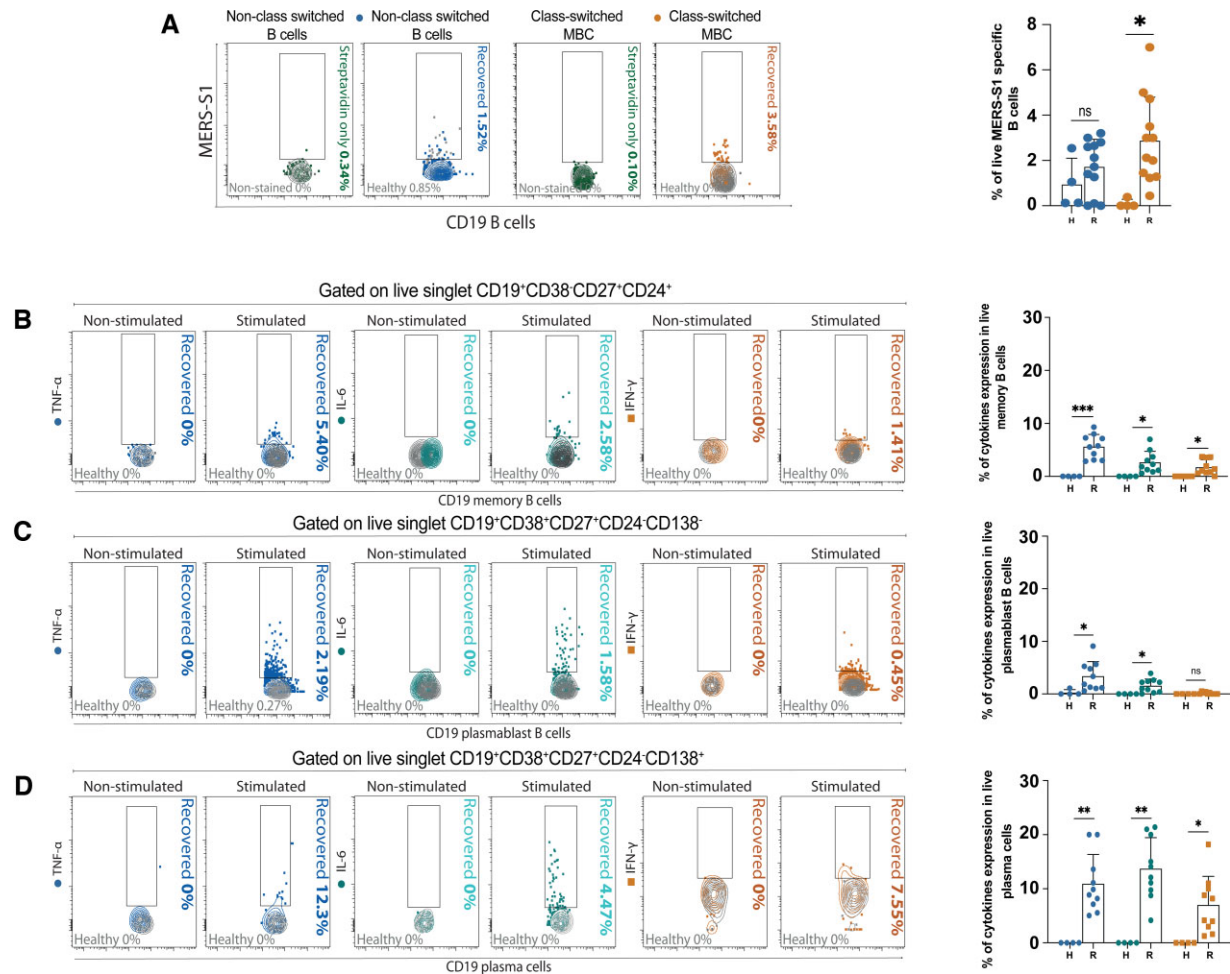 A
Non-class switched B cells
Non-class switched B cells
Class-switched MBC
Class-switched MBC
MERS-S1
Streptavidin only 0.34%
Non-stained 0%
Recovered 1.52%
Healthy 0.85%
Streptavidin only 0.10%
Non-stained 0%
Recovered 3.58%
Healthy 0%
CD19 B cells
% of live MERS-S1 specific B cells
8
6
4
2
0
ns
*
H R H R
B
Gated on live singlet CD19⁺CD38⁻CD27⁺CD24⁺
Non-stimulated Stimulated Non-stimulated Stimulated Non-stimulated Stimulated
TNF-α
Recovered 0%
Healthy 0%
Recovered 5.40%
Healthy 0%
IL-6
Recovered 0%
Healthy 0%
Recovered 2.58%
Healthy 0%
IFN-γ
Recovered 0%
Healthy 0%
Recovered 1.41%
Healthy 0%
CD19 memory B cells
% of cytokines expression in live memory B cells
30
20
10
0
***
*
*
H R H R H R
C
Gated on live singlet CD19⁺CD38⁺CD27⁺CD24⁻CD138⁻
Non-stimulated Stimulated Non-stimulated Stimulated Non-stimulated Stimulated
TNF-α
Recovered 0%
Healthy 0%
Recovered 2.19%
Healthy 0.27%
IL-6
Recovered 0%
Healthy 0%
Recovered 1.58%
Healthy 0%
IFN-γ
Recovered 0%
Healthy 0%
Recovered 0.45%
Healthy 0%
CD19 plasmablast B cells
% of cytokines expression in live plasmablast B cells
30
20
10
0
*
*
ns
H R H R H R
D
Gated on live singlet CD19⁺CD38⁺CD27⁺CD24⁻CD138⁺
Non-stimulated Stimulated Non-stimulated Stimulated Non-stimulated Stimulated
TNF-α
Recovered 0%
Healthy 0%
Recovered 12.3%
Healthy 0%
IL-6
Recovered 0%
Healthy 0%
Recovered 4.47%
Healthy 0%
IFN-γ
Recovered 0%
Healthy 0%
Recovered 7.55%
Healthy 0%
CD19 plasma cells
% of cytokines expression in live plasma cells
30
20
10
0
**
**
*
H R H R H R